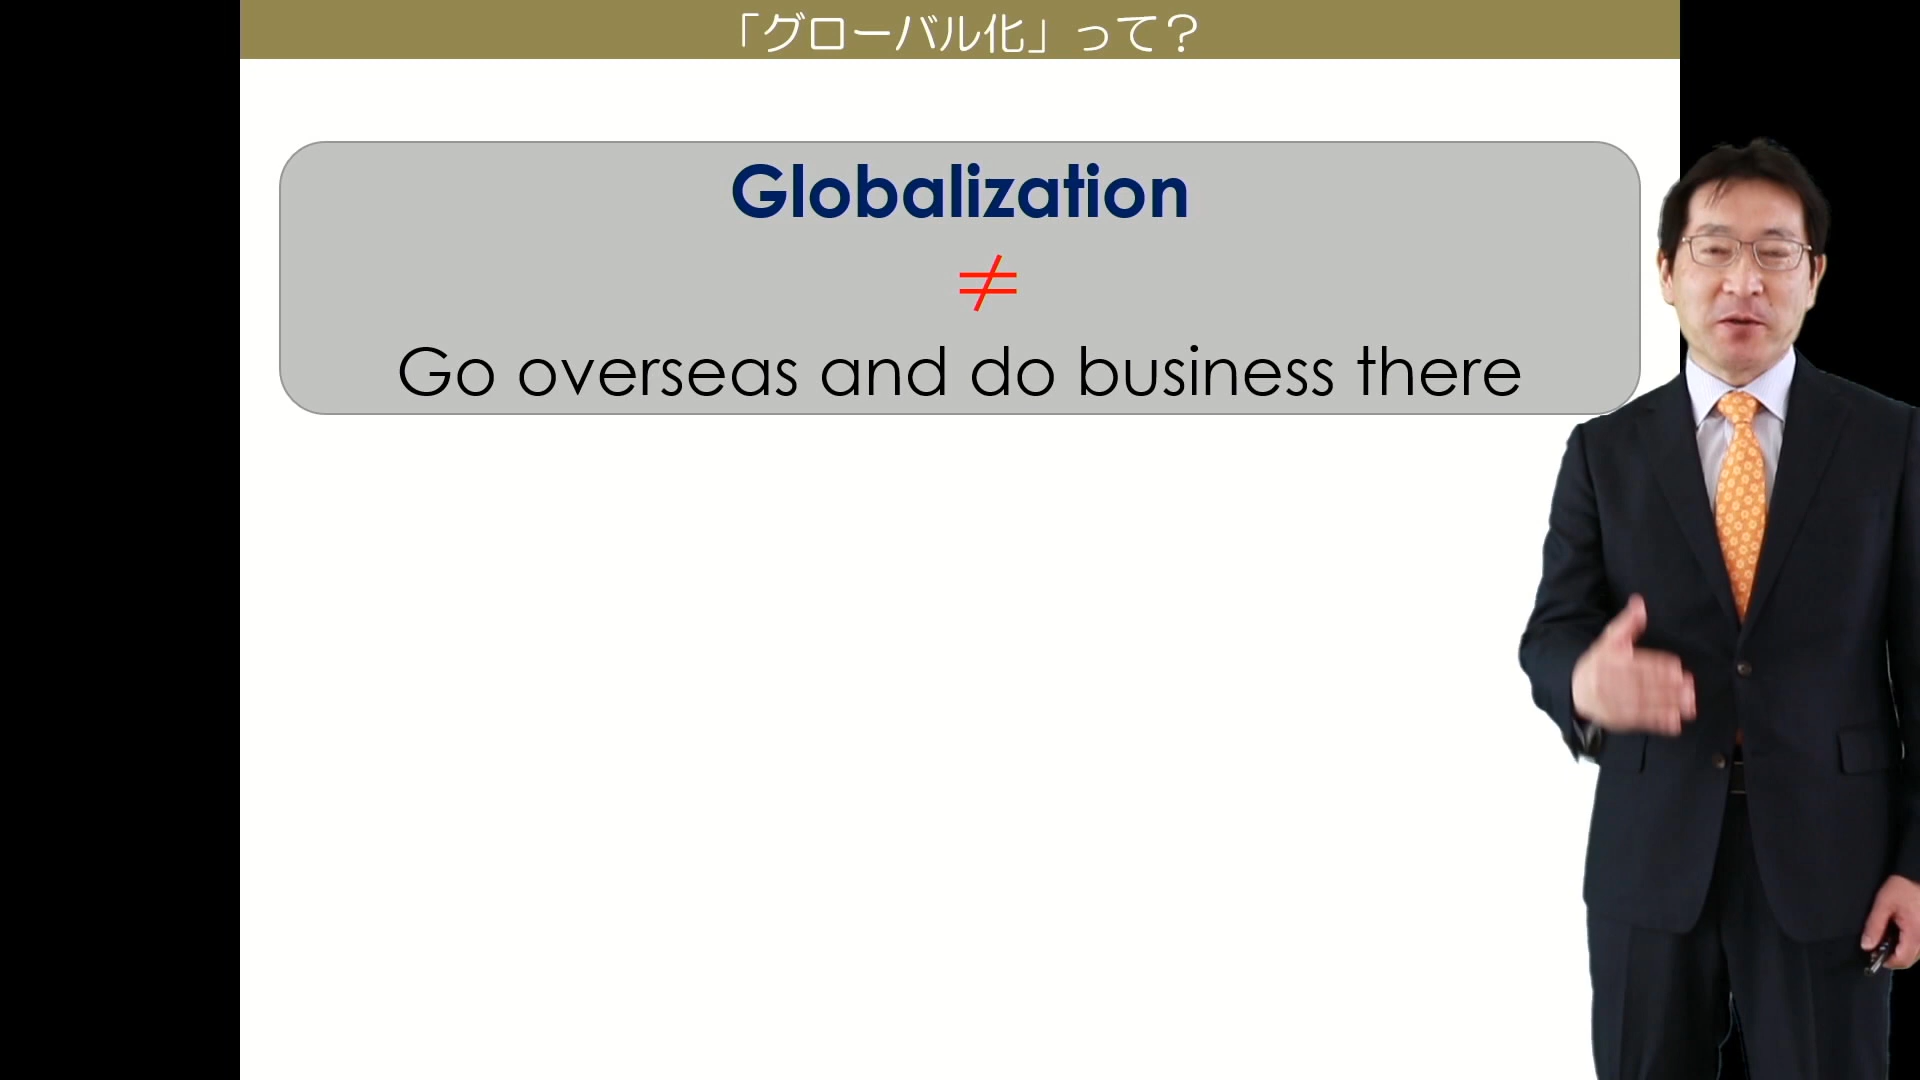 「グローバル化」って？
Globalization
≠
Go overseas and do business there